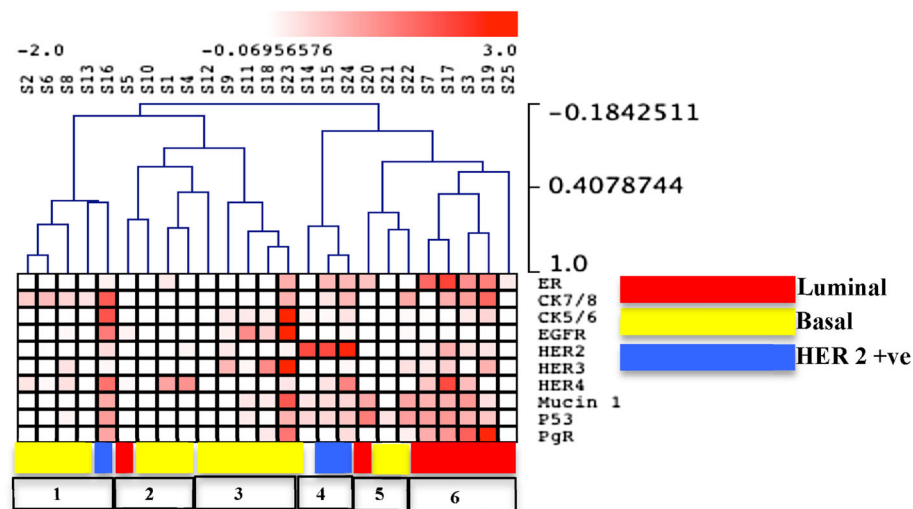 -2.0 -0.06956576 3.0
S2 S6 S8 S13 S16 S5 S10 S1 S4 S12 S9 S11 S18 S23 S14 S15 S24 S20 S21 S22 S7 S17 S3 S19 S25
-0.1842511
0.4078744
1.0
ER
CK7/8
CK5/6
EGFR
HER2
HER3
HER4
Mucin 1
P53
PgR
Luminal
Basal
HER 2 +ve
1 2 3 4 5 6